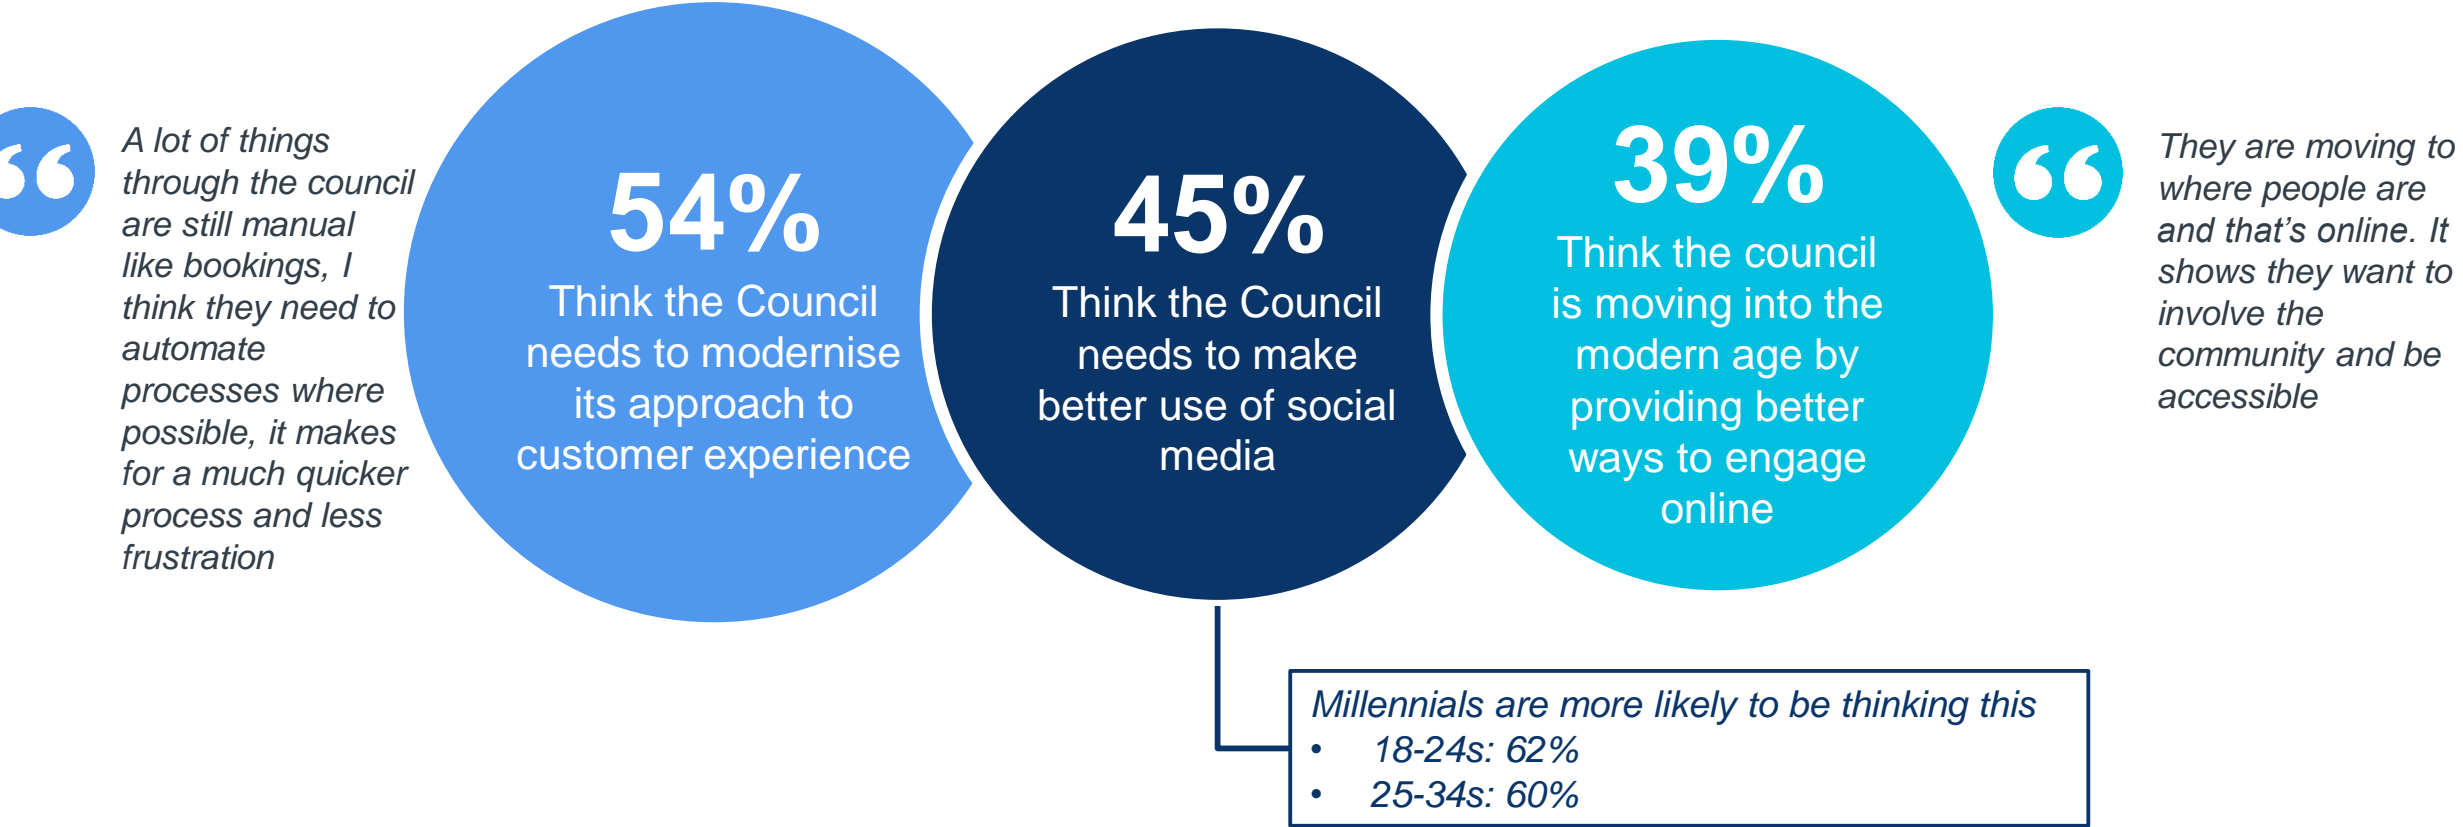 A lot of things
through the council
are still manual
like bookings, I
think they need to
automate
processes where
possible, it makes
for a much quicker
process and less
frustration
54%
Think the Council
needs to modernise
its approach to
customer experience
45%
Think the Council
needs to make
better use of social
media
39%
Think the council
is moving into the
modern age by
providing better
ways to engage
online
They are moving to
where people are
and that’s online. It
shows they want to
involve the
community and be
accessible
Millennials are more likely to be thinking this
• 18-24s: 62%
• 25-34s: 60%